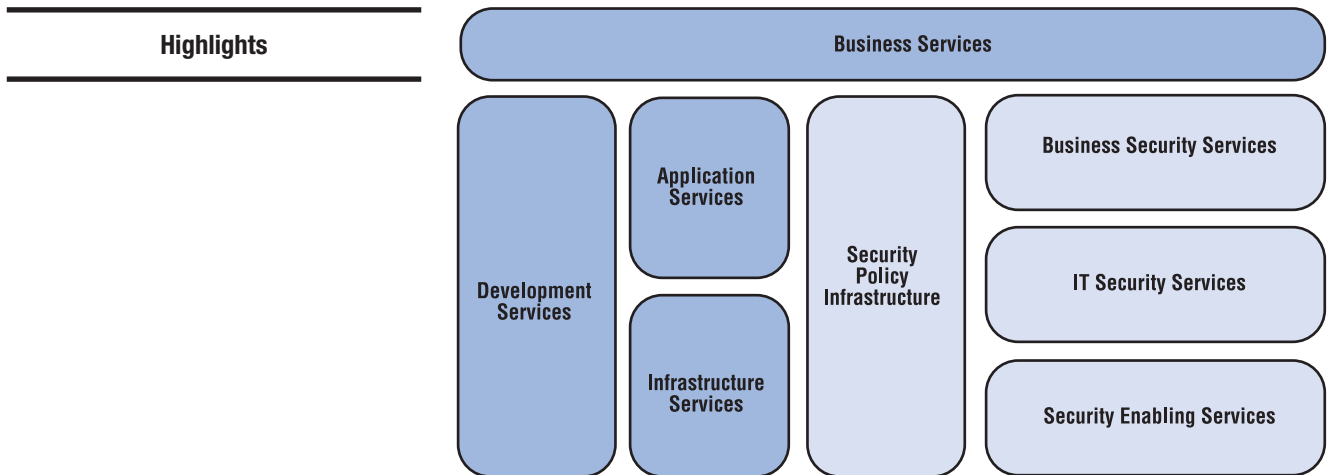 Highlights
Business Services
Development
Services
Application
Services
Infrastructure
Services
Security
Policy
Infrastructure
Business Security Services
IT Security Services
Security Enabling Services